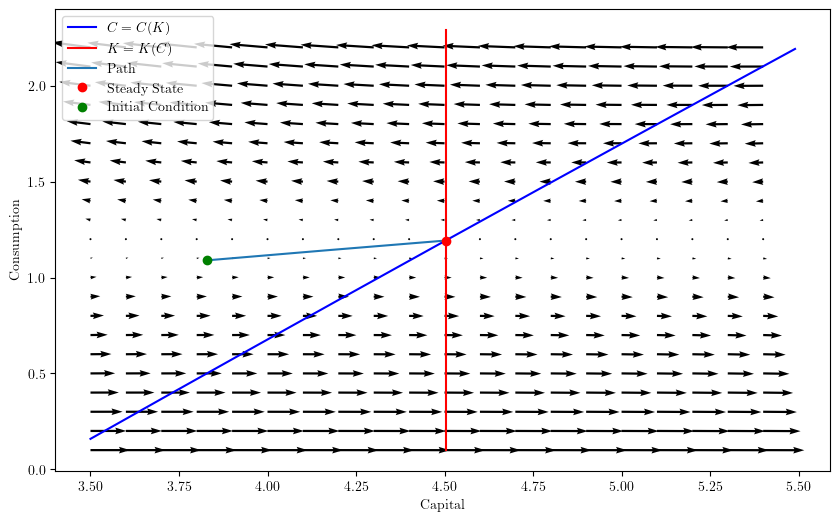 C = C(K)
K = K(C)
Path
Steady State
Initial Condition
Consumption
2.0
1.5
1.0
0.5
0.0
3.50 3.75 4.00 4.25 4.50 4.75 5.00 5.25 5.50
Capital